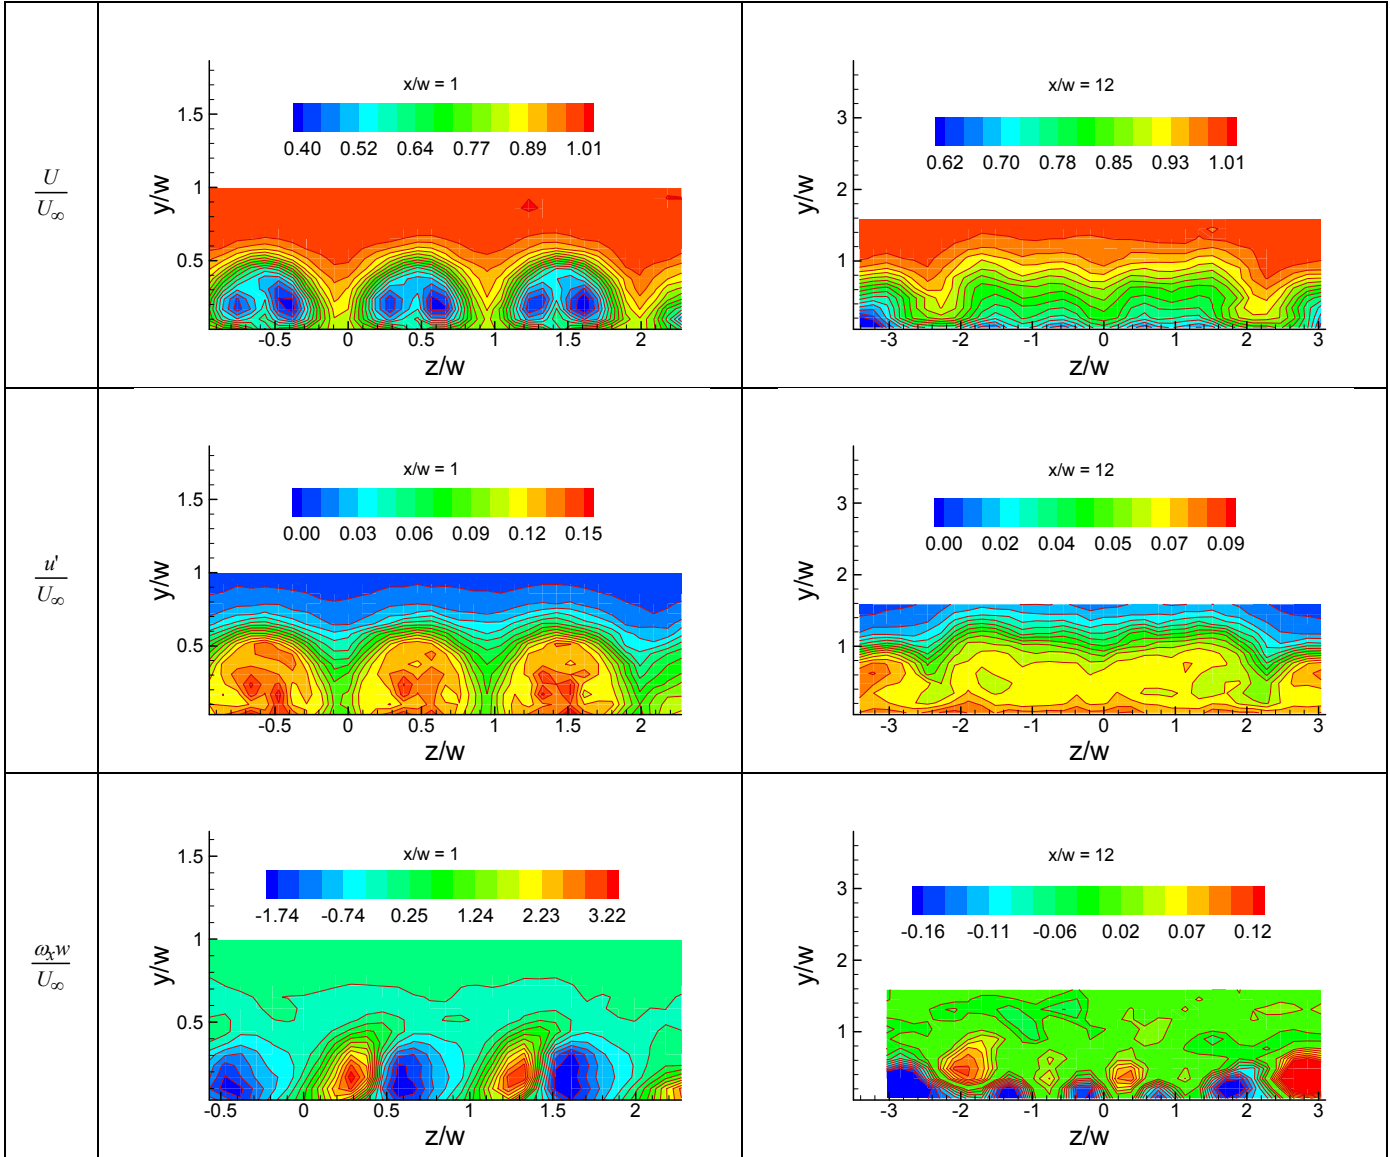 U
U∞
x/w = 1
0.40 0.52 0.64 0.77 0.89 1.01
y/w
1.5
1
0.5
-0.5 0 0.5 1 1.5 2
z/w
x/w = 12
0.62 0.70 0.78 0.85 0.93 1.01
y/w
3
2
1
-3 -2 -1 0 1 2 3
z/w
u'
U∞
x/w = 1
0.00 0.03 0.06 0.09 0.12 0.15
y/w
1.5
1
0.5
-0.5 0 0.5 1 1.5 2
z/w
x/w = 12
0.00 0.02 0.04 0.05 0.07 0.09
y/w
3
2
1
-3 -2 -1 0 1 2 3
z/w
ωxw
U∞
x/w = 1
-1.74 -0.74 0.25 1.24 2.23 3.22
y/w
1.5
1
0.5
-0.5 0 0.5 1 1.5 2
z/w
x/w = 12
-0.16 -0.11 -0.06 0.02 0.07 0.12
y/w
3
2
1
-3 -2 -1 0 1 2 3
z/w